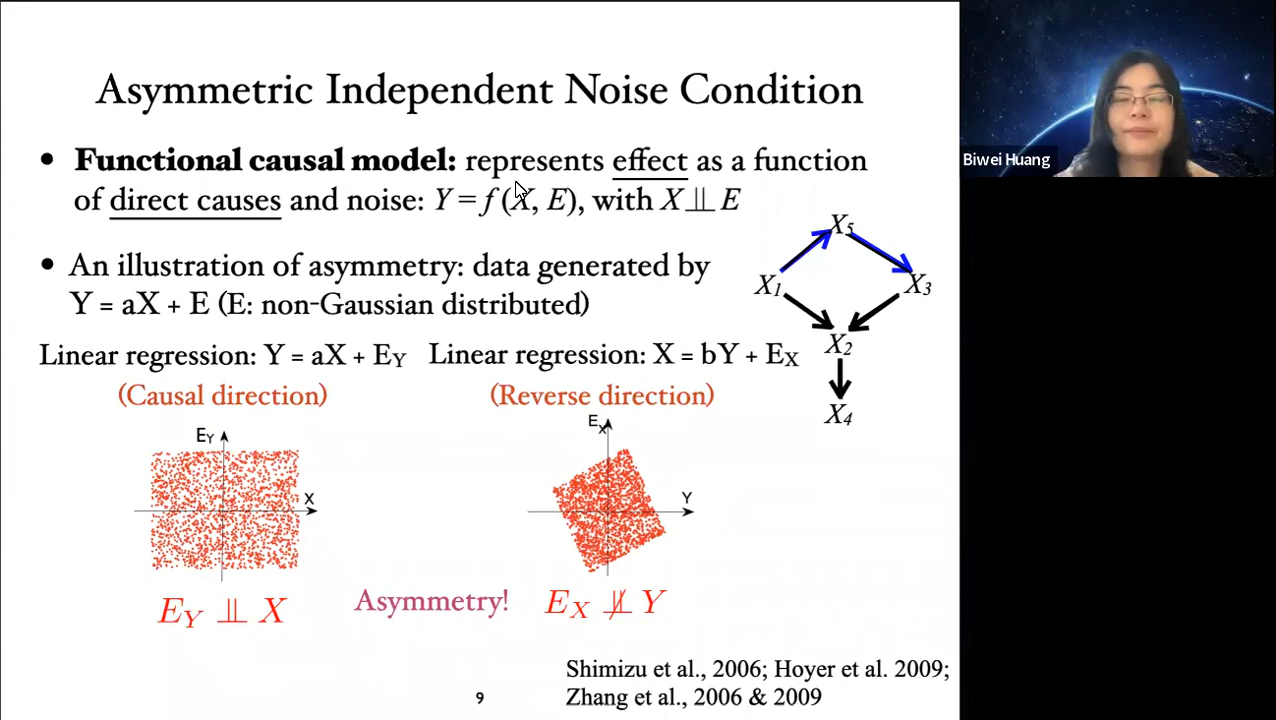 Asymmetric Independent Noise Condition
Biwei Huang
• Functional causal model: represents effect as a function
of direct causes and noise: Y = f (X, E), with X ⫫ E
• An illustration of asymmetry: data generated by
Y = aX + E (E: non-Gaussian distributed)
X5
X1
X3
X2
X4
Linear regression: Y = aX + EY
Linear regression: X = bY + EX
(Causal direction)
(Reverse direction)
EY
X
EX
Y
EY ⫫ X
Asymmetry!
EX ⫫̸ Y
Shimizu et al., 2006; Hoyer et al. 2009;
Zhang et al., 2006 & 2009
9